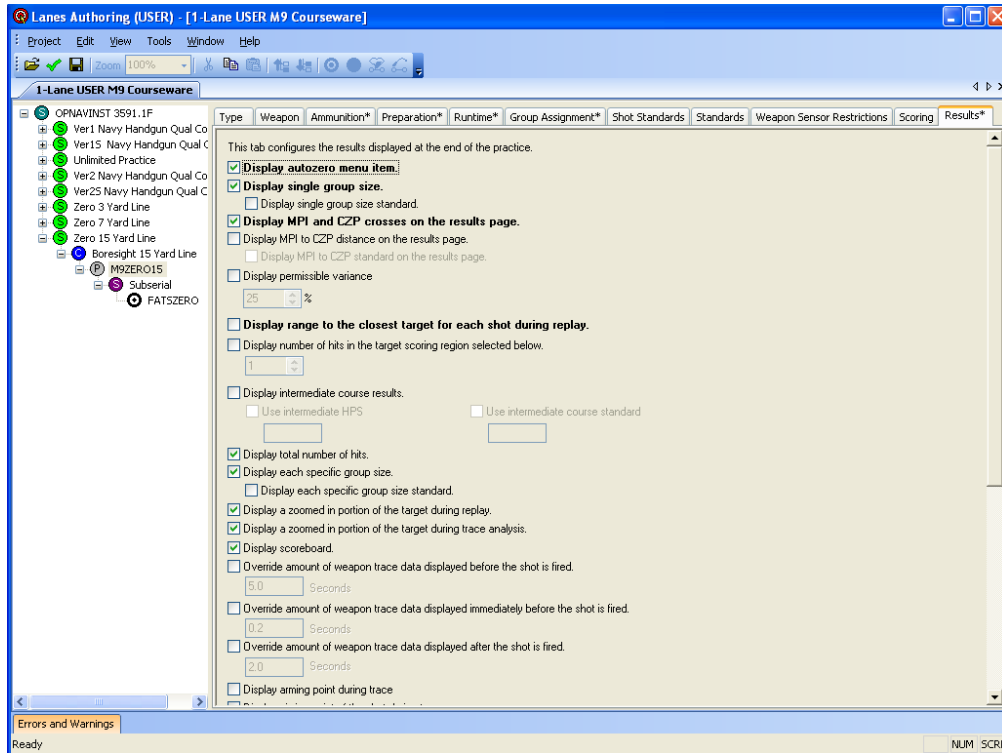 Lanes Authoring (USER) - [1-Lane USER M9 Courseware]
Project Edit View Tools Window Help
Zoom 100%
1-Lane USER M9 Courseware
OPNAVINST 3591.1F
Ver1 Navy Handgun Qual Co
Ver1S Navy Handgun Qual C
Unlimited Practice
Ver2 Navy Handgun Qual Co
Ver2S Navy Handgun Qual C
Zero 3 Yard Line
Zero 7 Yard Line
Zero 15 Yard Line
Boresight 15 Yard Line
M9ZERO15
Subserial
FATSZERO
Type Weapon Ammunition* Preparation* Runtime* Group Assignment* Shot Standards Standards Weapon Sensor Restrictions Scoring Results*
This tab configures the results displayed at the end of the practice.
Display autozero menu item.
Display single group size.
Display single group size standard.
Display MPI and CZP crosses on the results page.
Display MPI to CZP distance on the results page.
Display MPI to CZP standard on the results page.
Display permissible variance
25 %
Display range to the closest target for each shot during replay.
Display number of hits in the target scoring region selected below.
1
Display intermediate course results.
Use intermediate HPS Use intermediate course standard
Display total number of hits.
Display each specific group size.
Display each specific group size standard.
Display a zoomed in portion of the target during replay.
Display a zoomed in portion of the target during trace analysis.
Display scoreboard.
Override amount of weapon trace data displayed before the shot is fired.
5.0 Seconds
Override amount of weapon trace data displayed immediately before the shot is fired.
0.2 Seconds
Override amount of weapon trace data displayed after the shot is fired.
2.0 Seconds
Display arming point during trace
Errors and Warnings
Ready NUM SCRI